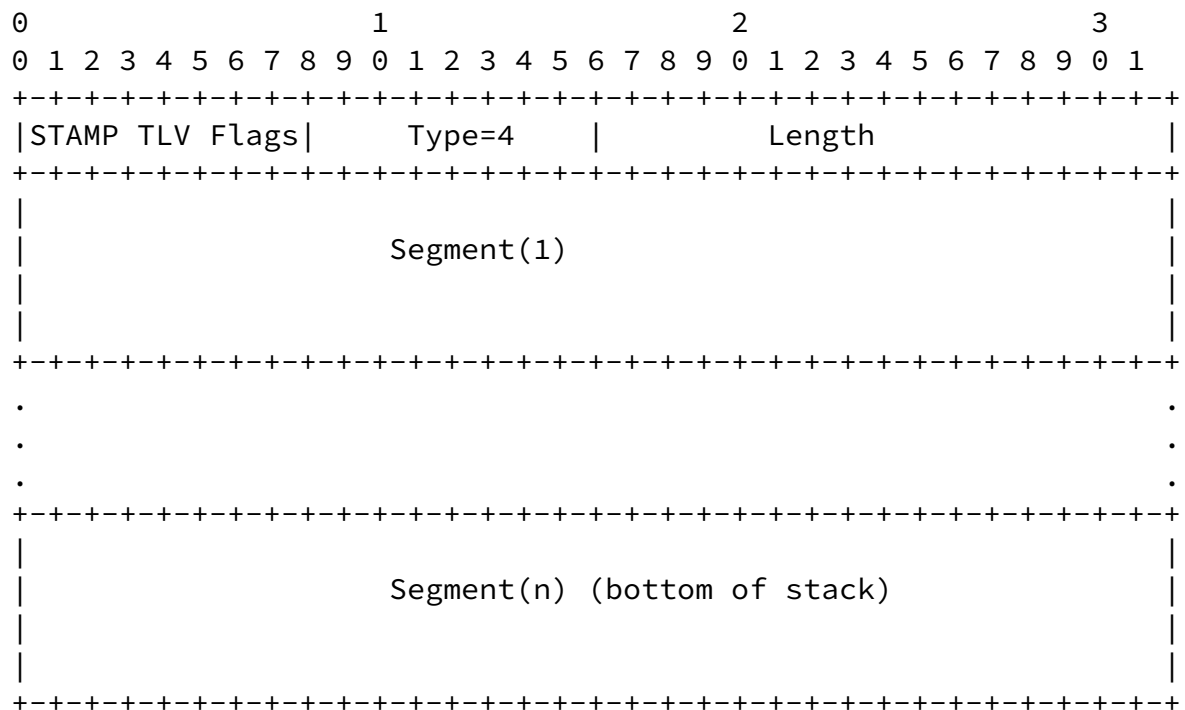 0                   1                   2                   3
0 1 2 3 4 5 6 7 8 9 0 1 2 3 4 5 6 7 8 9 0 1 2 3 4 5 6 7 8 9 0 1
+-+-+-+-+-+-+-+-+-+-+-+-+-+-+-+-+-+-+-+-+-+-+-+-+-+-+-+-+-+-+-+-+
|STAMP TLV Flags|     Type=4    |         Length                |
+-+-+-+-+-+-+-+-+-+-+-+-+-+-+-+-+-+-+-+-+-+-+-+-+-+-+-+-+-+-+-+-+
|                                                               |
|                    Segment(1)                                 |
|                                                               |
|                                                               |
+-+-+-+-+-+-+-+-+-+-+-+-+-+-+-+-+-+-+-+-+-+-+-+-+-+-+-+-+-+-+-+-+
.                                                               .
.                                                               .
.                                                               .
+-+-+-+-+-+-+-+-+-+-+-+-+-+-+-+-+-+-+-+-+-+-+-+-+-+-+-+-+-+-+-+-+
|                                                               |
|                    Segment(n) (bottom of stack)               |
|                                                               |
|                                                               |
+-+-+-+-+-+-+-+-+-+-+-+-+-+-+-+-+-+-+-+-+-+-+-+-+-+-+-+-+-+-+-+-+